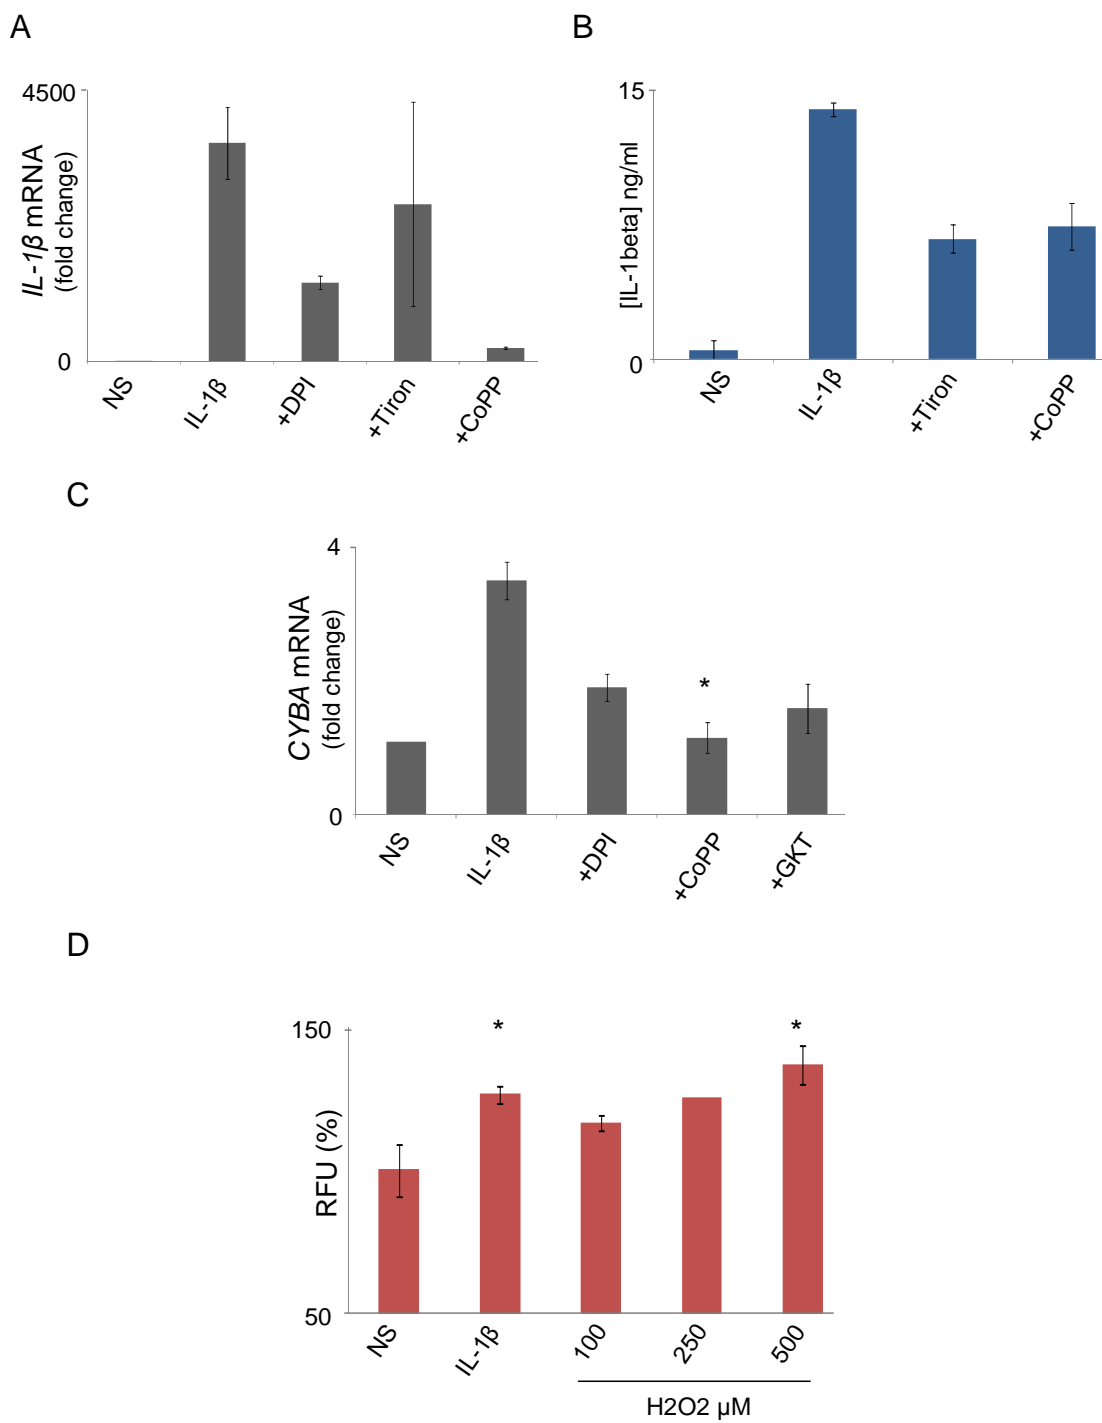 A
4500
IL-1β mRNA
(fold change)
0
NS
IL-1β
+DPI
+Tiron
+CoPP
B
15
[IL-1beta] ng/ml
0
NS
IL-1β
+Tiron
+CoPP
C
4
CYBA mRNA
(fold change)
0
NS
IL-1β
+DPI
*
+CoPP
+GKT
D
150
RFU (%)
50
*
*
NS
IL-1β
100
250
500
H2O2 µM